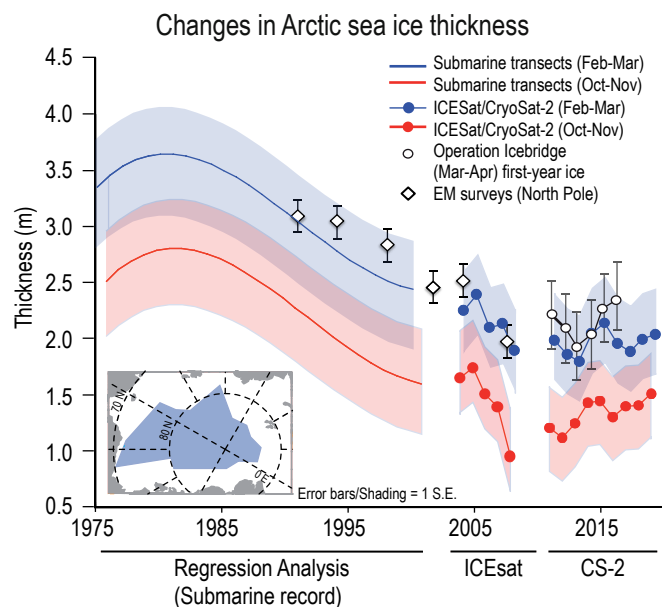 Changes in Arctic sea ice thickness
4.5
4.0
3.5
3.0
2.5
2.0
1.5
1.0
0.5
Thickness (m)
Submarine transects (Feb-Mar)
Submarine transects (Oct-Nov)
ICESat/CryoSat-2 (Feb-Mar)
ICESat/CryoSat-2 (Oct-Nov)
Operation Icebridge
(Mar-Apr) first-year ice
EM surveys (North Pole)
70 N
80 N
0 E
Error bars/Shading = 1 S.E.
1975 1985 1995 2005 2015
Regression Analysis
(Submarine record)
ICEsat
CS-2